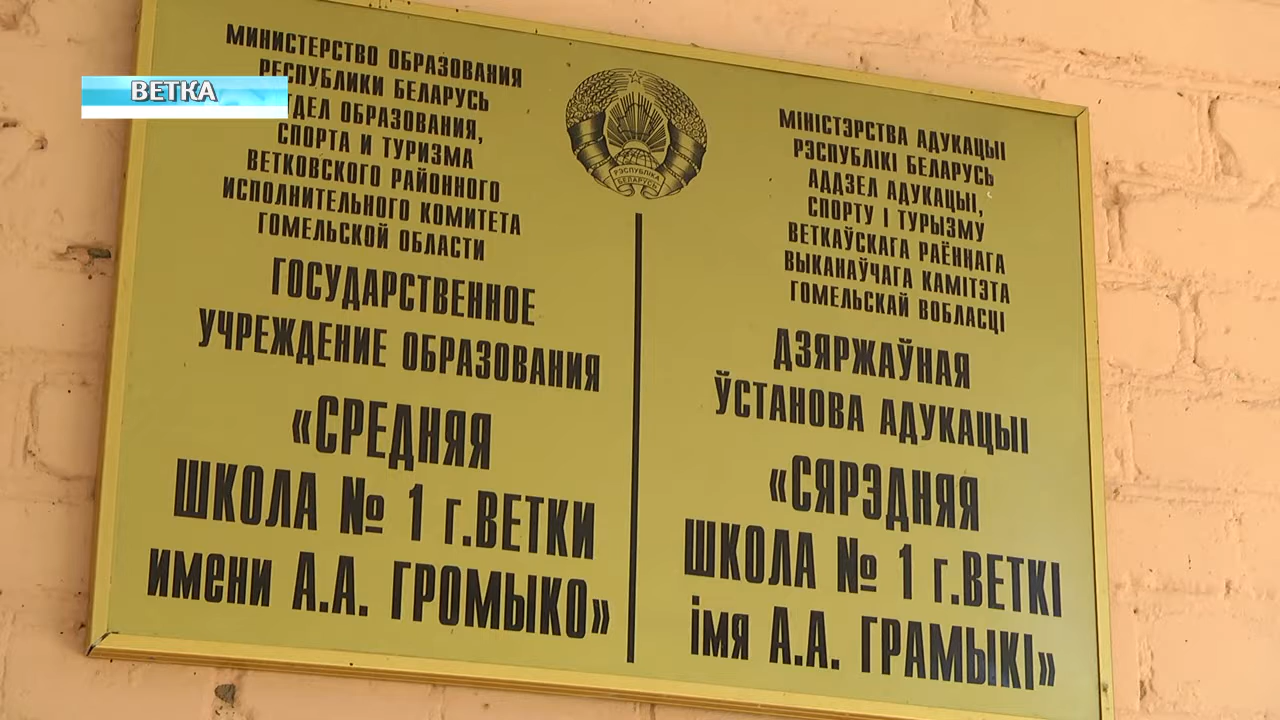 ВЕТКА
МИНИСТЕРСТВО ОБРАЗОВАНИЯ
РЕСПУБЛИКИ БЕЛАРУСЬ
ОБРАЗОВАНИЯ,
СПОРТА И ТУРИЗМА
ВЕТКОВСКОГО РАЙОННОГО
ИСПОЛНИТЕЛЬНОГО КОМИТЕТА
ГОМЕЛЬСКОЙ ОБЛАСТИ
ГОСУДАРСТВЕННОЕ
УЧРЕЖДЕНИЕ ОБРАЗОВАНИЯ
«СРЕДНЯЯ
ШКОЛА № 1 г.ВЕТКИ
имени А.А. ГРОМЫКО»
РЭСПУБЛІКА
БЕЛАРУСЬ
МІНІСТЭРСТВА АДУКАЦЫІ
РЭСПУБЛІКІ БЕЛАРУСЬ
АДДЗЕЛ АДУКАЦЫІ,
СПОРТУ І ТУРЫЗМУ
ВЕТКАЎСКАГА РАЁННАГА
ВЫКАНАЎЧАГА КАМІТЭТА
ГОМЕЛЬСКАЙ ВОБЛАСЦІ
ДЗЯРЖАЎНАЯ
ЎСТАНОВА АДУКАЦЫІ
«СЯРЭДНЯЯ
ШКОЛА № 1 г.ВЕТКІ
імя А.А. ГРАМЫКІ»